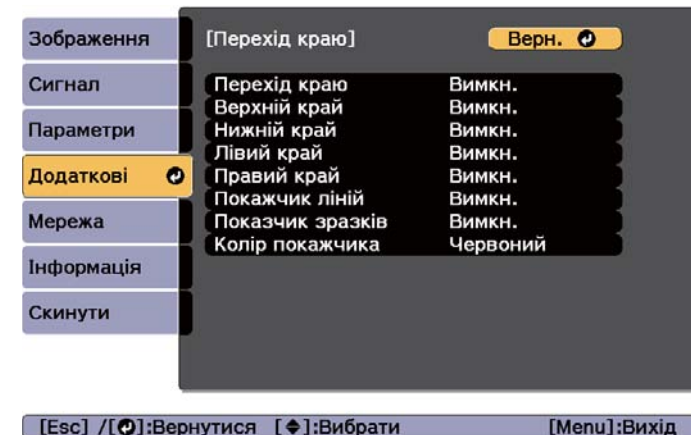 Зображення
Сигнал
Параметри
Додаткові
Мережа
Інформація
Скинути
[Перехід краю] Верн.
Перехід краю Вимкн.
Верхній край Вимкн.
Нижній край Вимкн.
Лівий край Вимкн.
Правий край Вимкн.
Покажчик ліній Вимкн.
Показчик зразків Вимкн.
Колір покажчика Червоний
[Esc] /[ ]:Вернутися [ ]:Вибрати [Menu]:Вихід